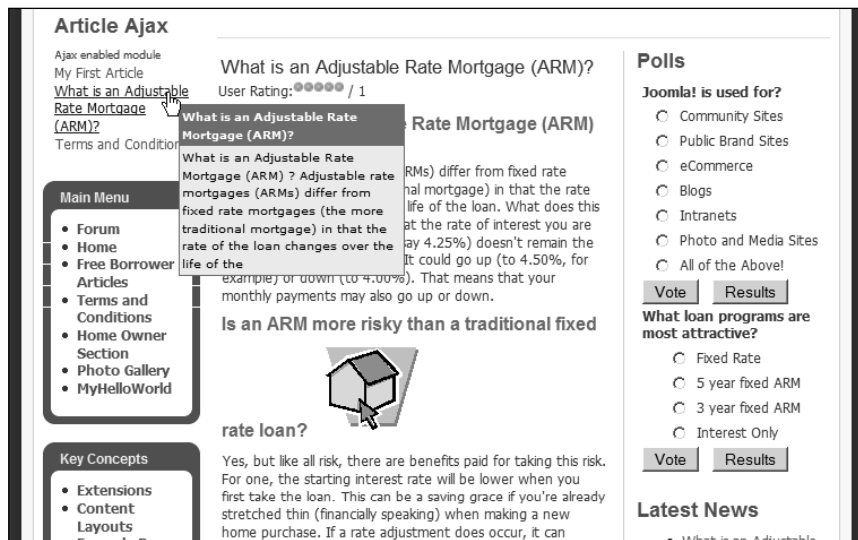 Article Ajax
Ajax enabled module
My First Article
What is an Adjustable
Rate Mortgage
(ARM)?
Terms and Condition
Main Menu
Forum
Home
Free Borrower
Articles
Terms and
Conditions
Home Owner
Section
Photo Gallery
MyHelloWorld
Key Concepts
Extensions
Content
Layouts
What is an Adjustable Rate Mortgage (ARM)?
User Rating: / 1
What is an Adjustable Rate
Mortgage (ARM)?
What is an Adjustable Rate
Mortgage (ARM) ? Adjustable rate
mortgages (ARMs) differ from
fixed rate mortgages (the more
traditional mortgage) in that the
rate of the loan changes over the
life of the
Rate Mortgage (ARM)
RMs) differ from fixed rate
nal mortgage) in that the rate
life of the loan. What does this
at the rate of interest you are
ay 4.25%) doesn't remain the
It could go up (to 4.50%, for
example) or down (to 4.00%). That means that your
monthly payments may also go up or down.
Is an ARM more risky than a traditional fixed
rate loan?
Yes, but like all risk, there are benefits paid for taking this risk.
For one, the starting interest rate will be lower when you
first take the loan. This can be a saving grace if you're already
stretched thin (financially speaking) when making a new
home purchase. If a rate adjustment does occur, it can
Polls
Joomla! is used for?
Community Sites
Public Brand Sites
eCommerce
Blogs
Intranets
Photo and Media Sites
All of the Above!
Vote Results
What loan programs are
most attractive?
Fixed Rate
5 year fixed ARM
3 year fixed ARM
Interest Only
Vote Results
Latest News
What is an Adjustable